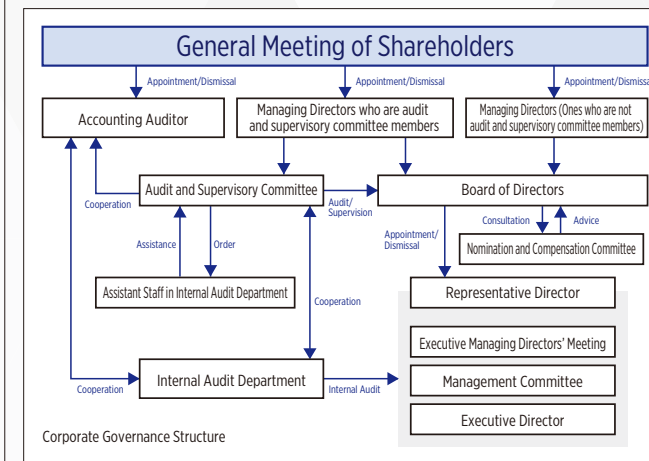 General Meeting of Shareholders
Appointment/Dismissal
Appointment/Dismissal
Appointment/Dismissa
Accounting Auditor
Managing Directors who are audit
and supervisory committee members
Managing Directors (Ones who are not
audit and supervisory committee members)
Audit and Supervisory Committee
Board of Directors
Cooperation
Audit/
Supervision
Assistance
Order
Appointment/
Dismissal
Consultation
Advice
Nomination and Compensation Committee
Assistant Staff in Internal Audit Department
Cooperation
Representative Director
Executive Managing Directors' Meeting
Internal Audit Department
Cooperation
Internal Audit
Management Committee
Executive Director
Corporate Governance Structure